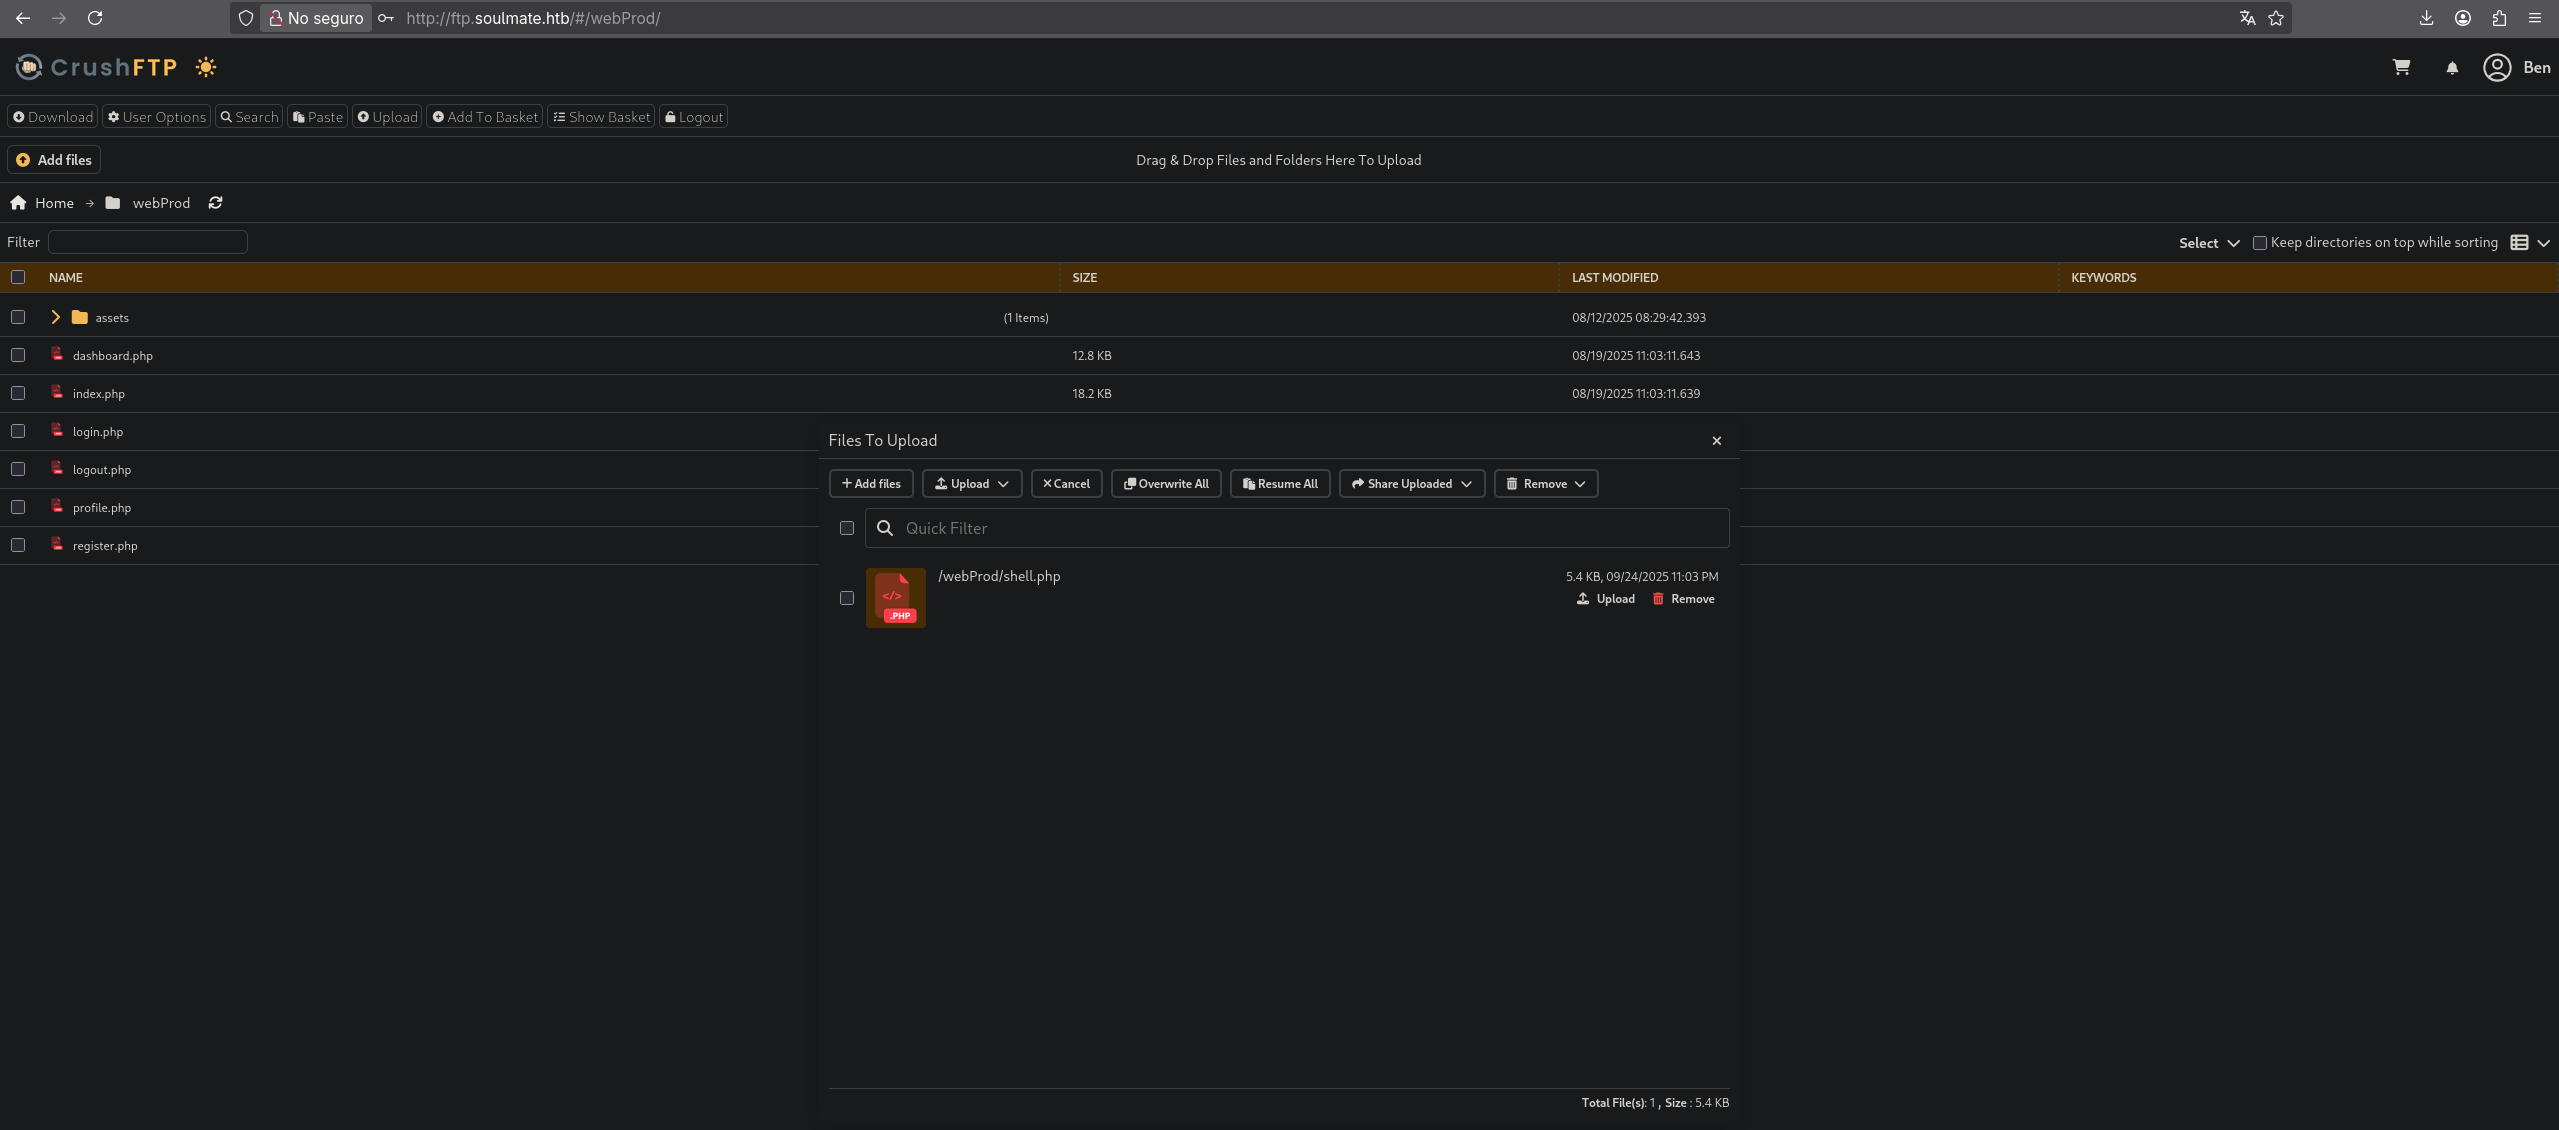 No seguro http://ftp.soulmate.htb/#/webProd/
CrushFTP Ben
Download User Options Search Paste Upload Add To Basket Show Basket Logout
Add files Drag & Drop Files and Folders Here To Upload
Home → webProd
Filter Select Keep directories on top while sorting
NAME SIZE LAST MODIFIED KEYWORDS
assets (1 Items) 08/12/2025 08:29:42.393
dashboard.php 12.8 KB 08/19/2025 11:03:11.643
index.php 18.2 KB 08/19/2025 11:03:11.639
login.php
logout.php
profile.php
register.php
Files To Upload
Add files Upload Cancel Overwrite All Resume All Share Uploaded Remove
Quick Filter
/webProd/shell.php 5.4 KB, 09/24/2025 11:03 PM
</> .PHP Upload Remove
Total File(s): 1 , Size : 5.4 KB